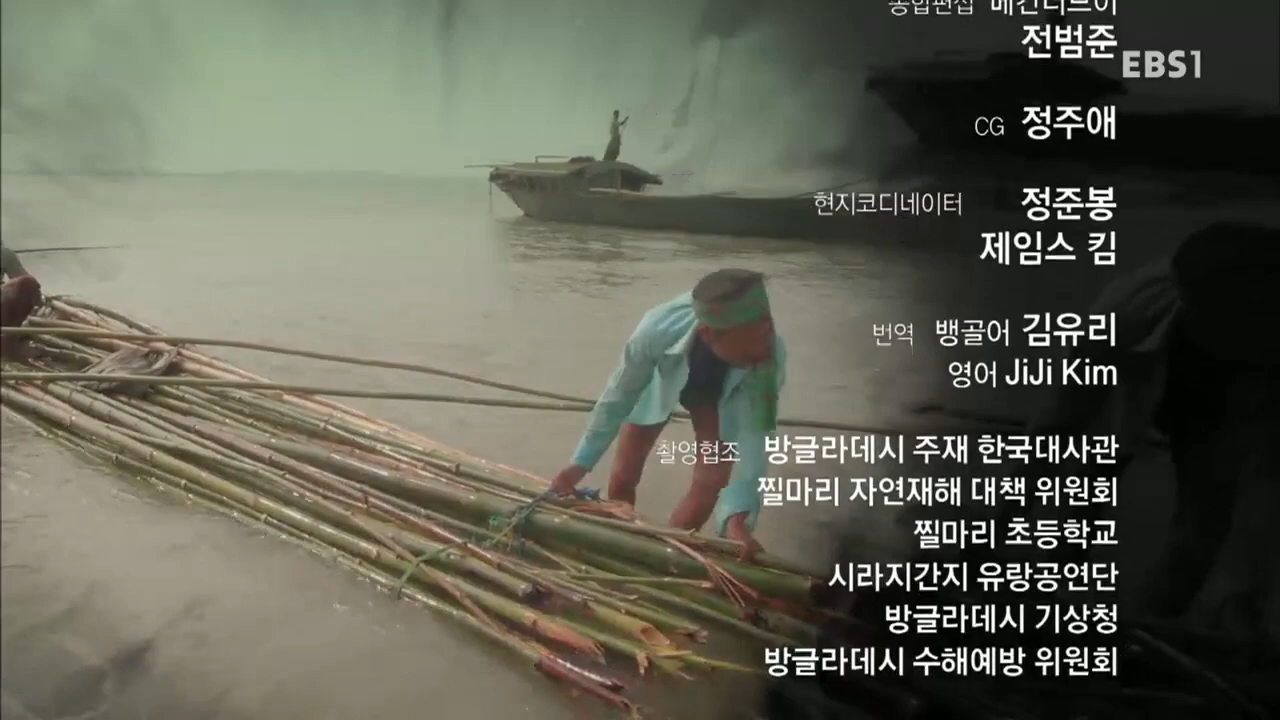 종합편집
전범준
EBS1
CG 정주애
현지코디네이터 정준봉
제임스 킴
번역 뱅골어 김유리
영어 JiJi Kim
촬영협조 방글라데시 주재 한국대사관
찔마리 자연재해 대책 위원회
찔마리 초등학교
시라지간지 유랑공연단
방글라데시 기상청
방글라데시 수해예방 위원회